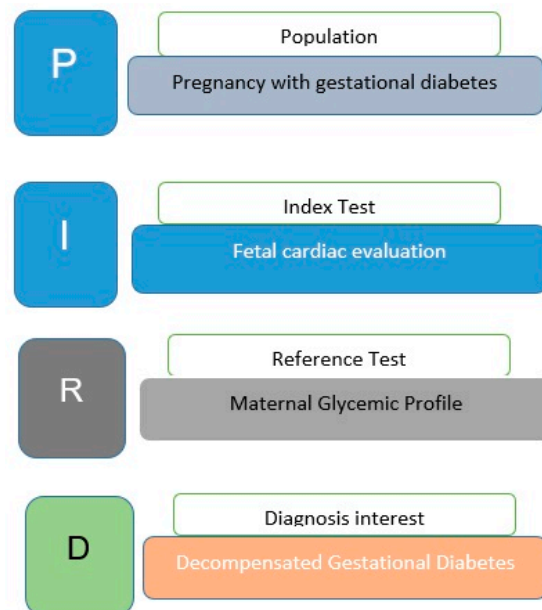 P
Population
Pregnancy with gestational diabetes
I
Index Test
Fetal cardiac evaluation
R
Reference Test
Maternal Glycemic Profile
D
Diagnosis interest
Decompensated Gestational Diabetes